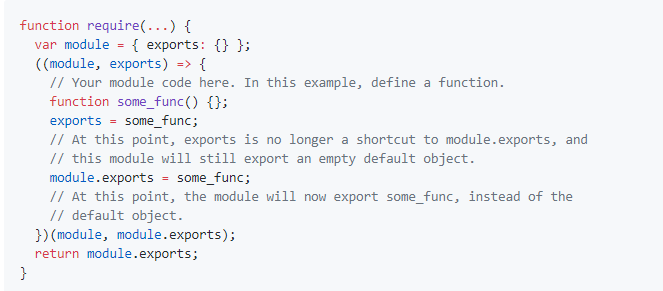 function require(...) {
  var module = { exports: {} };
  ((module, exports) => {
    // Your module code here. In this example, define a function.
    function some_func() {};
    exports = some_func;
    // At this point, exports is no longer a shortcut to module.exports, and
    // this module will still export an empty default object.
    module.exports = some_func;
    // At this point, the module will now export some_func, instead of the
    // default object.
  })(module, module.exports);
  return module.exports;
}